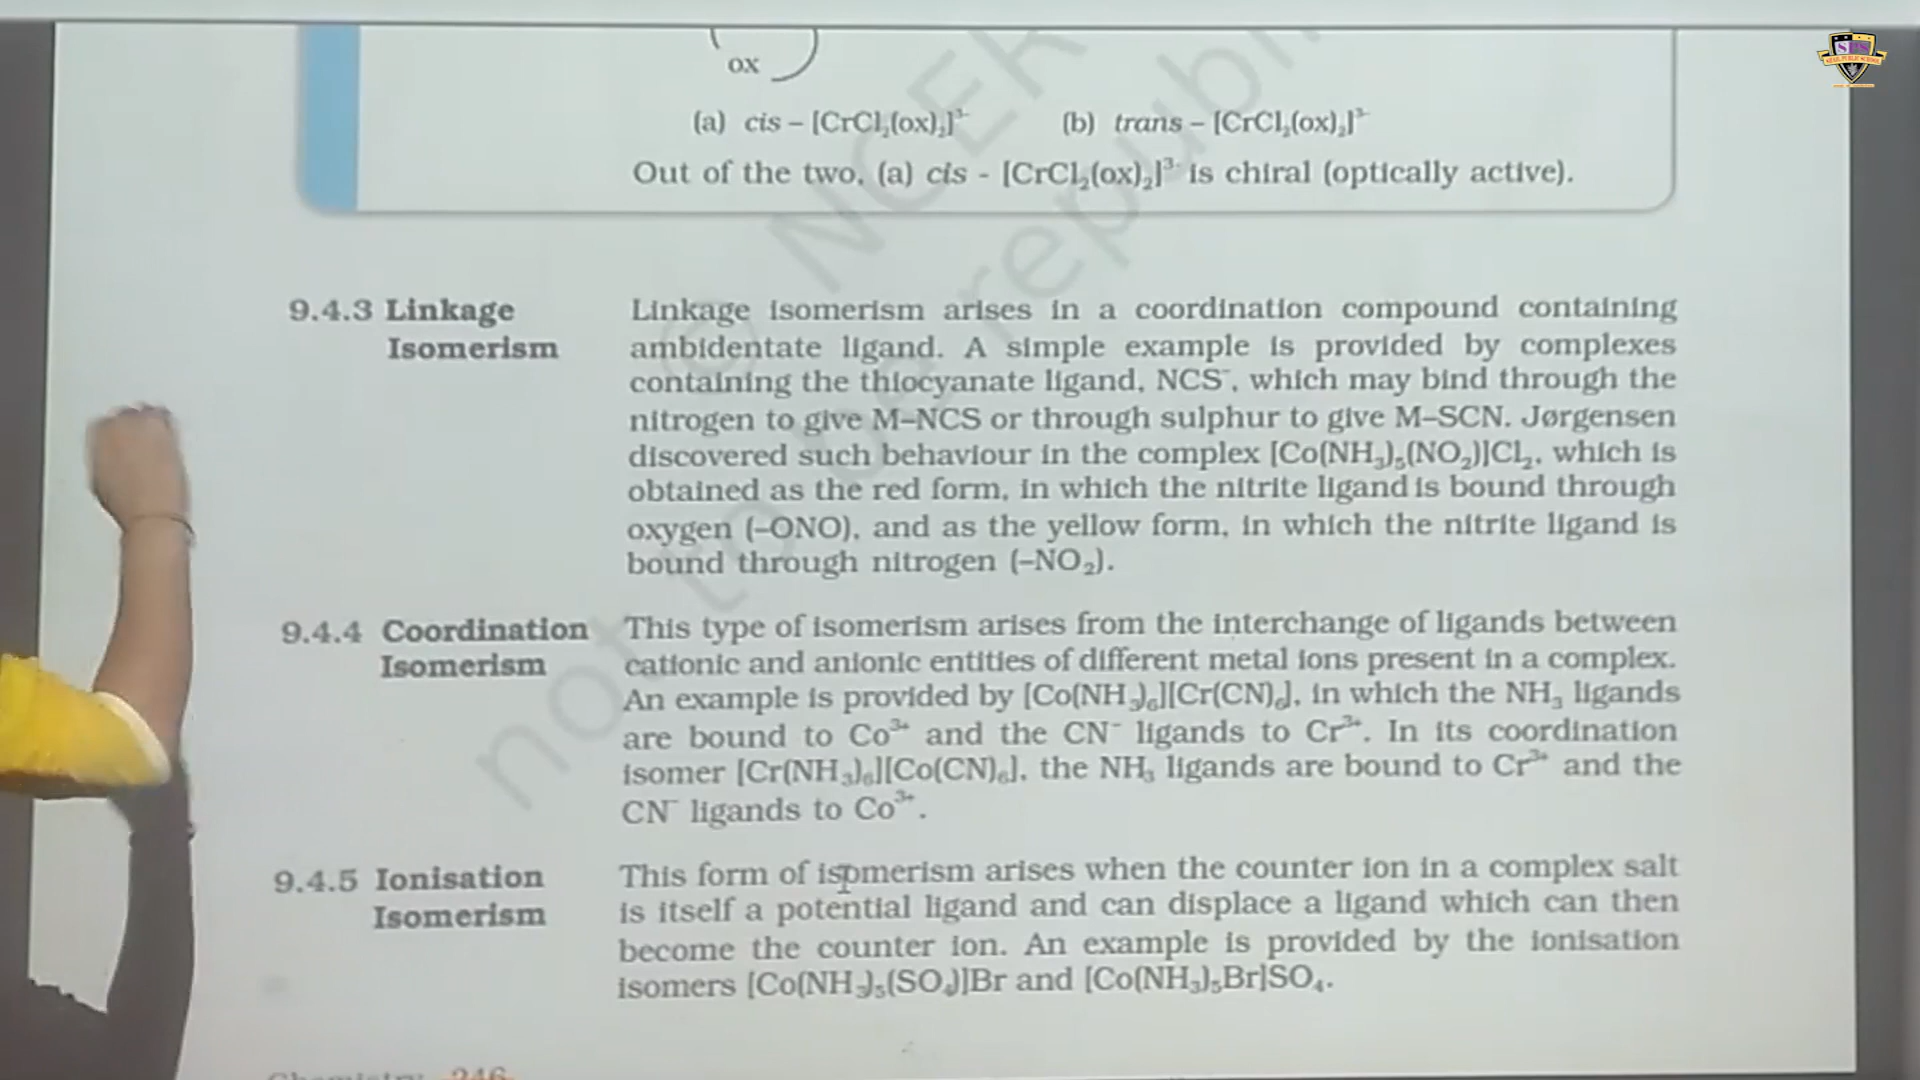 ox
(a) cis – [CrCl₂(ox)₂]³⁻ (b) trans – [CrCl₂(ox)₂]³⁻
Out of the two, (a) cis - [CrCl₂(ox)₂]³⁻ is chiral (optically active).
9.4.3 Linkage Isomerism
Linkage isomerism arises in a coordination compound containing
ambidentate ligand. A simple example is provided by complexes
containing the thiocyanate ligand, NCS⁻, which may bind through the
nitrogen to give M–NCS or through sulphur to give M–SCN. Jørgensen
discovered such behaviour in the complex [Co(NH₃)₅(NO₂)]Cl₂, which is
obtained as the red form, in which the nitrite ligand is bound through
oxygen (–ONO), and as the yellow form, in which the nitrite ligand is
bound through nitrogen (–NO₂).
9.4.4 Coordination Isomerism
This type of isomerism arises from the interchange of ligands between
cationic and anionic entities of different metal ions present in a complex.
An example is provided by [Co(NH₃)₆][Cr(CN)₆], in which the NH₃ ligands
are bound to Co³⁺ and the CN⁻ ligands to Cr³⁺. In its coordination
isomer [Cr(NH₃)₆][Co(CN)₆], the NH₃ ligands are bound to Cr³⁺ and the
CN⁻ ligands to Co³⁺.
9.4.5 Ionisation Isomerism
This form of isomerism arises when the counter ion in a complex salt
is itself a potential ligand and can displace a ligand which can then
become the counter ion. An example is provided by the ionisation
isomers [Co(NH₃)₅(SO₄)]Br and [Co(NH₃)₅Br]SO₄.
Chemistry 246
© NCER
not to be republi
SPS